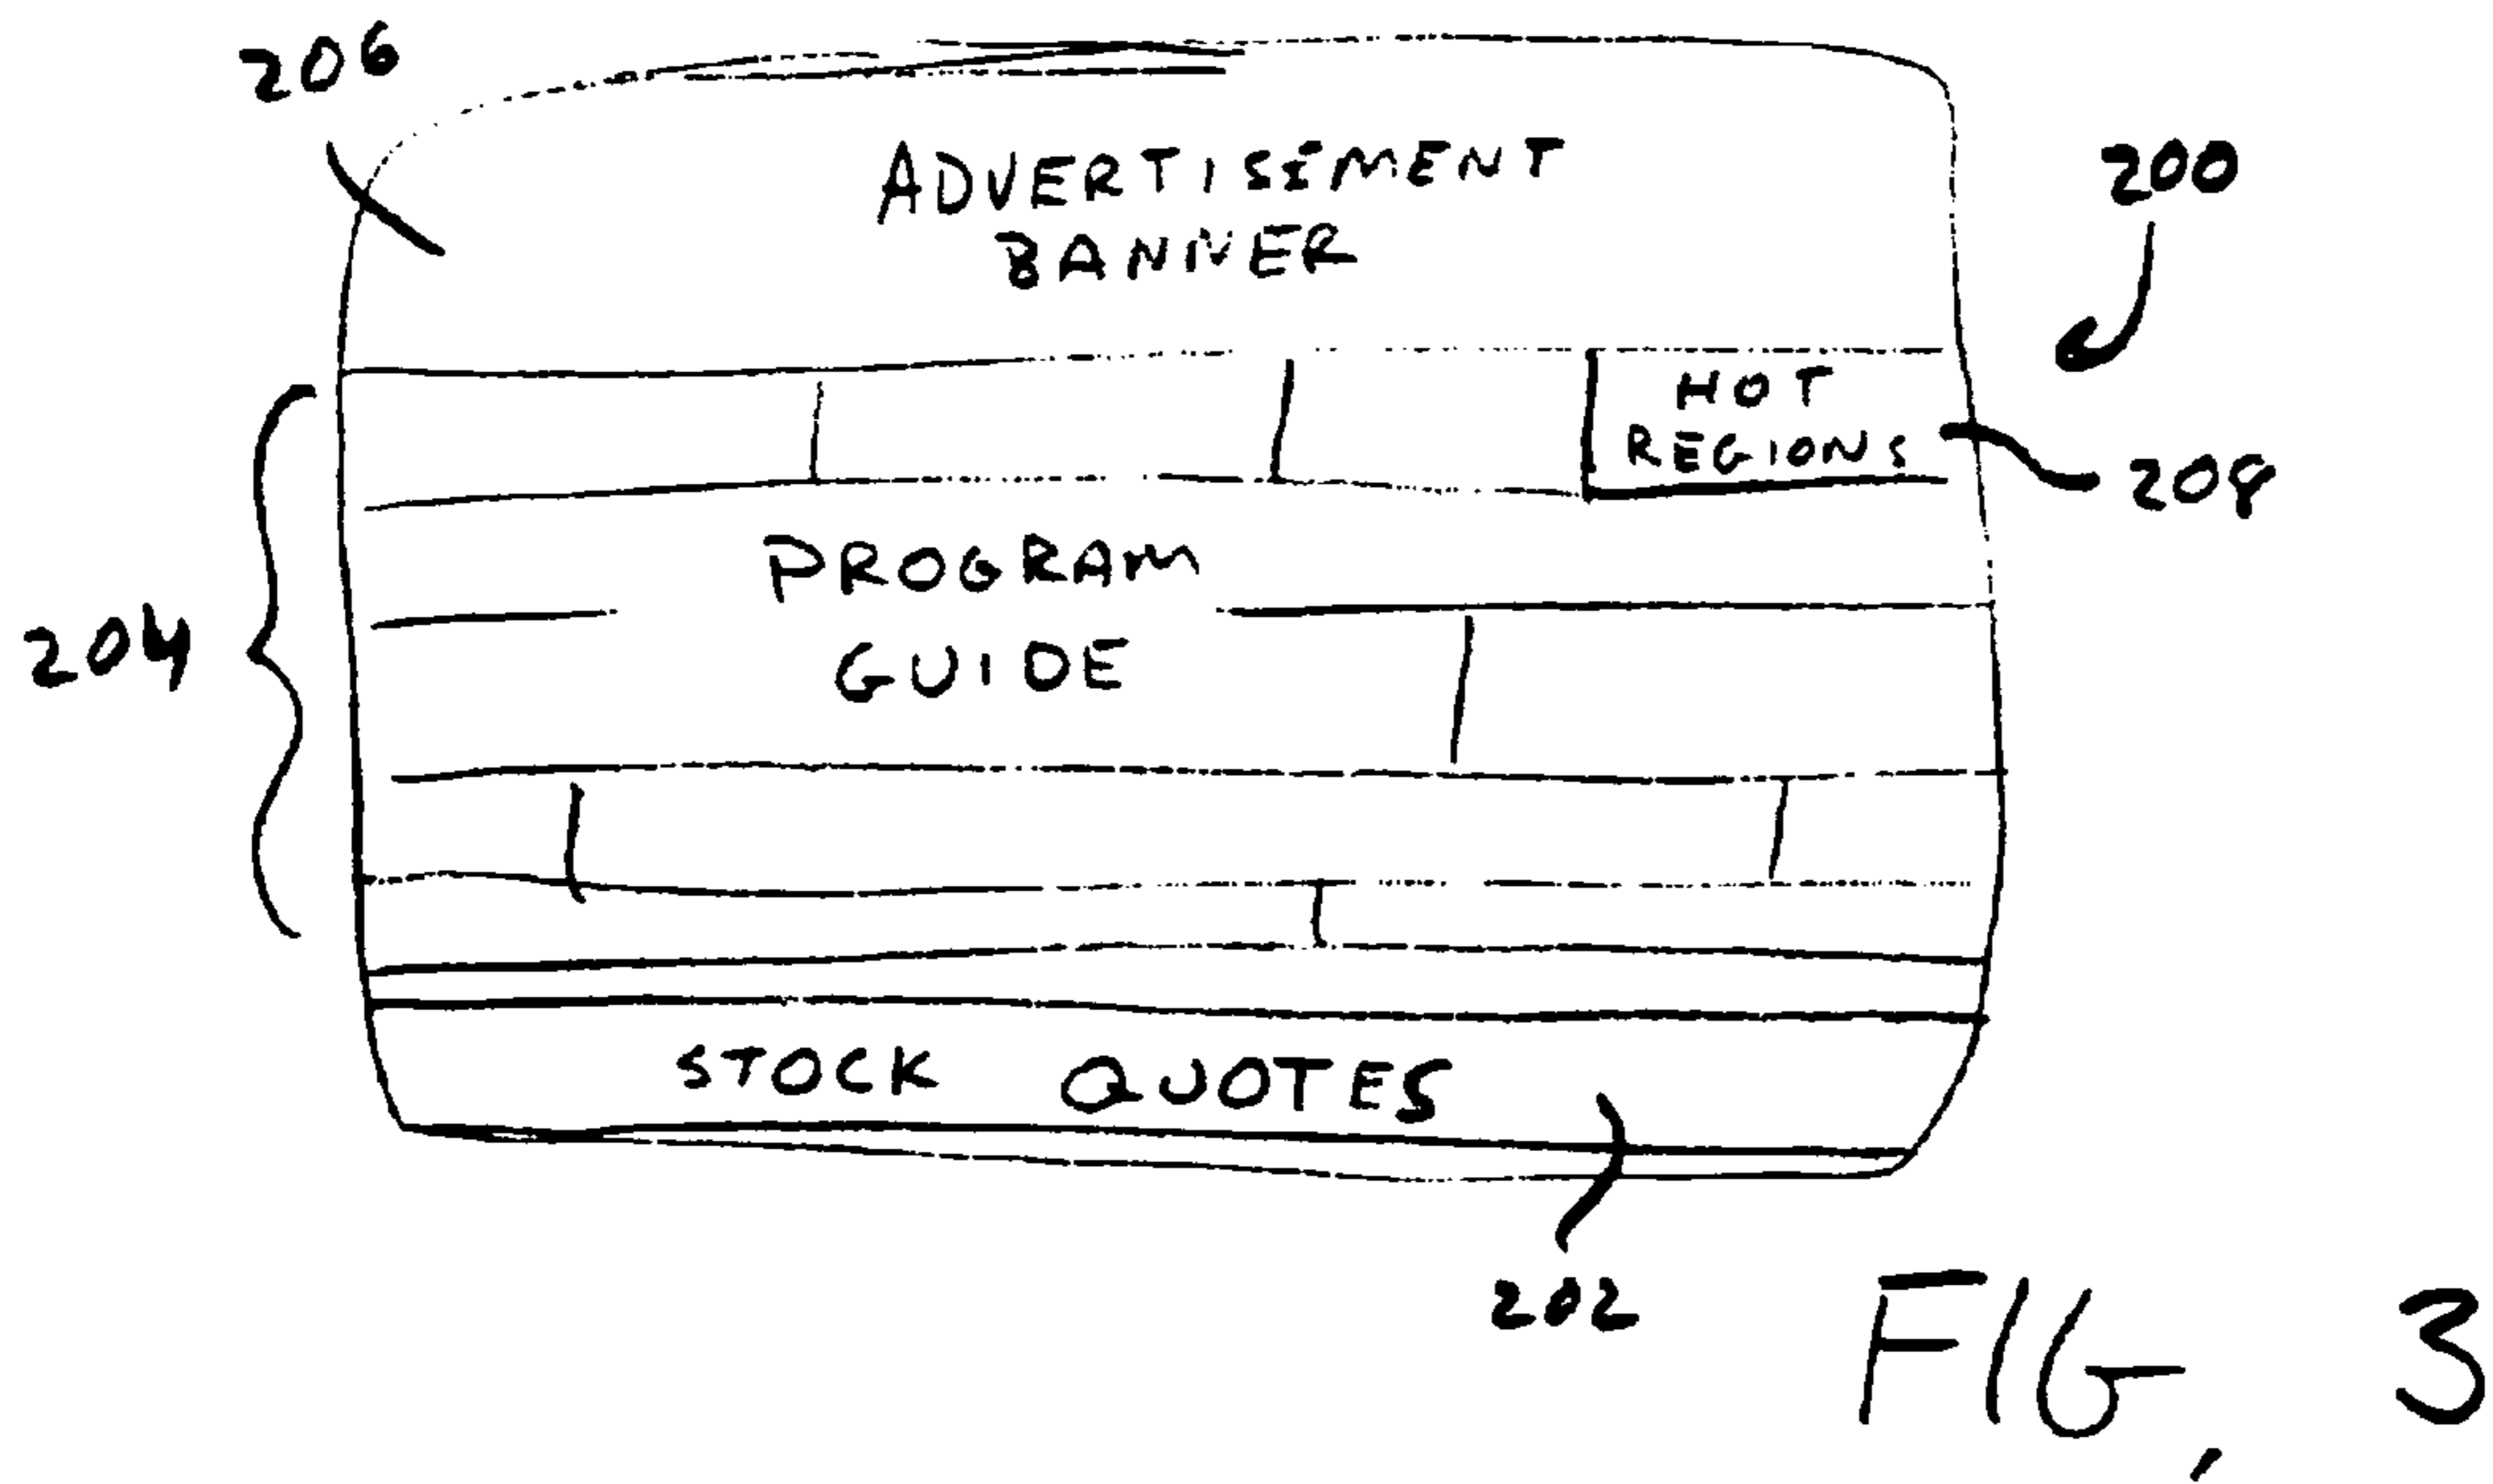 206
ADVERTISEMENT
BANNER
200
HOT
REGIONS
208
PROGRAM
GUIDE
204
STOCK QUOTES
202
FIG, 3